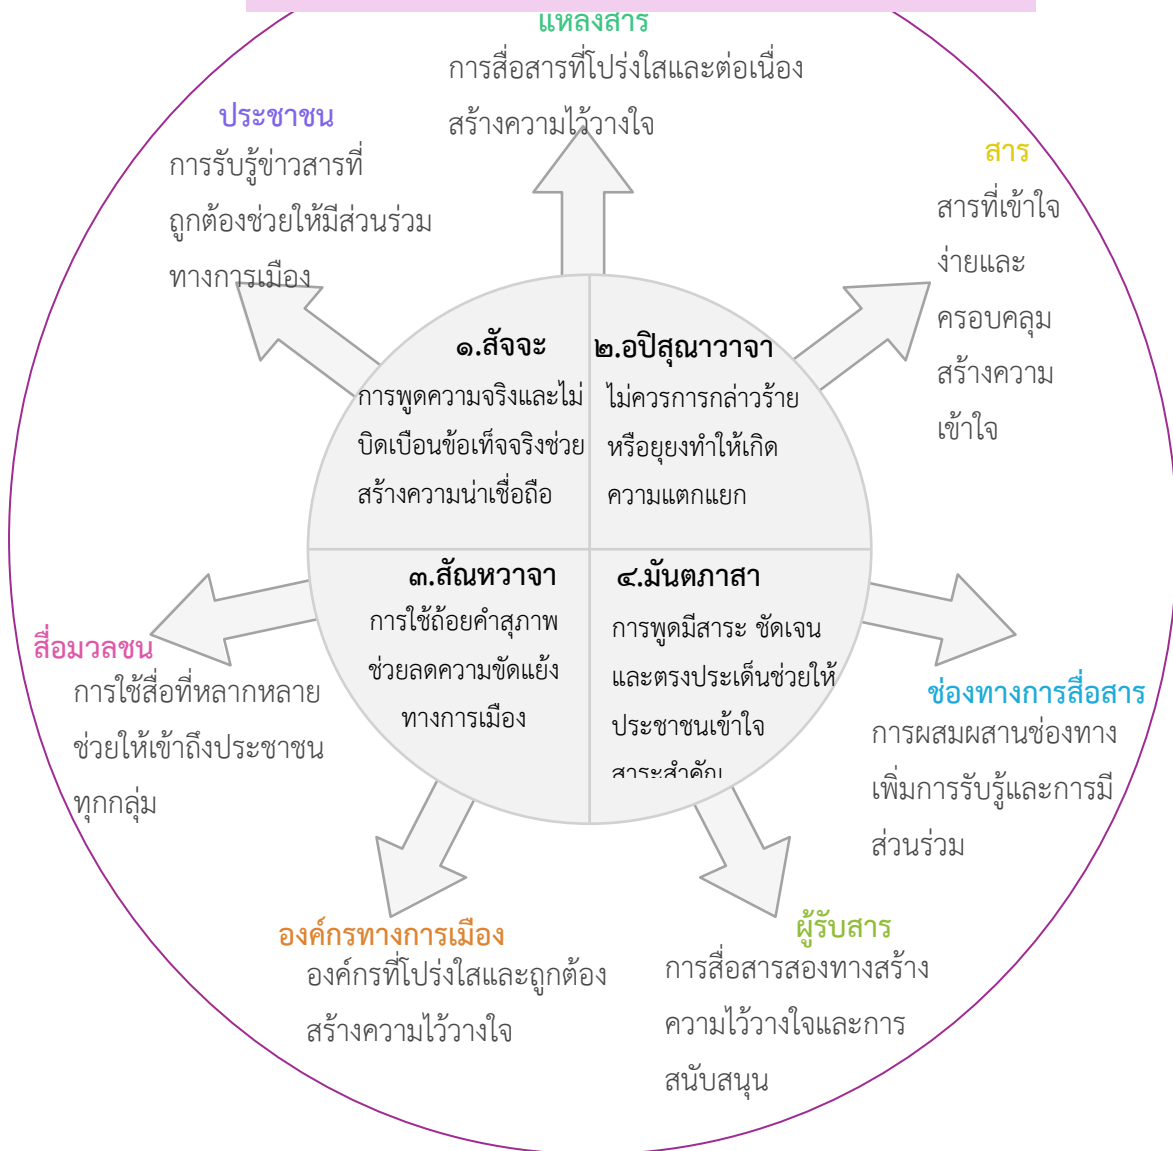 แหล่งสาร
การสื่อสารที่โปร่งใสและต่อเนื่อง
สร้างความไว้วางใจ
ประชาชน
การรับรู้ข่าวสารที่
ถูกต้องช่วยให้มีส่วนร่วม
ทางการเมือง
สาร
สารที่เข้าใจ
ง่ายและ
ครอบคลุม
สร้างความ
เข้าใจ
๑.สัจจะ
การพูดความจริงและไม่
บิดเบือนข้อเท็จจริงช่วย
สร้างความน่าเชื่อถือ
๒.อปิสุณาวาจา
ไม่ควรการกล่าวร้าย
หรือยุยงทำให้เกิด
ความแตกแยก
๓.สัณหวาจา
การใช้ถ้อยคำสุภาพ
ช่วยลดความขัดแย้ง
ทางการเมือง
๔.มันตภาสา
การพูดมีสาระ ชัดเจน
และตรงประเด็นช่วยให้
ประชาชนเข้าใจ
สาระสำคัญ
สื่อมวลชน
การใช้สื่อที่หลากหลาย
ช่วยให้เข้าถึงประชาชน
ทุกกลุ่ม
ช่องทางการสื่อสาร
การผสมผสานช่องทาง
เพิ่มการรับรู้และการมี
ส่วนร่วม
องค์กรทางการเมือง
องค์กรที่โปร่งใสและถูกต้อง
สร้างความไว้วางใจ
ผู้รับสาร
การสื่อสารสองทางสร้าง
ความไว้วางใจและการ
สนับสนุน